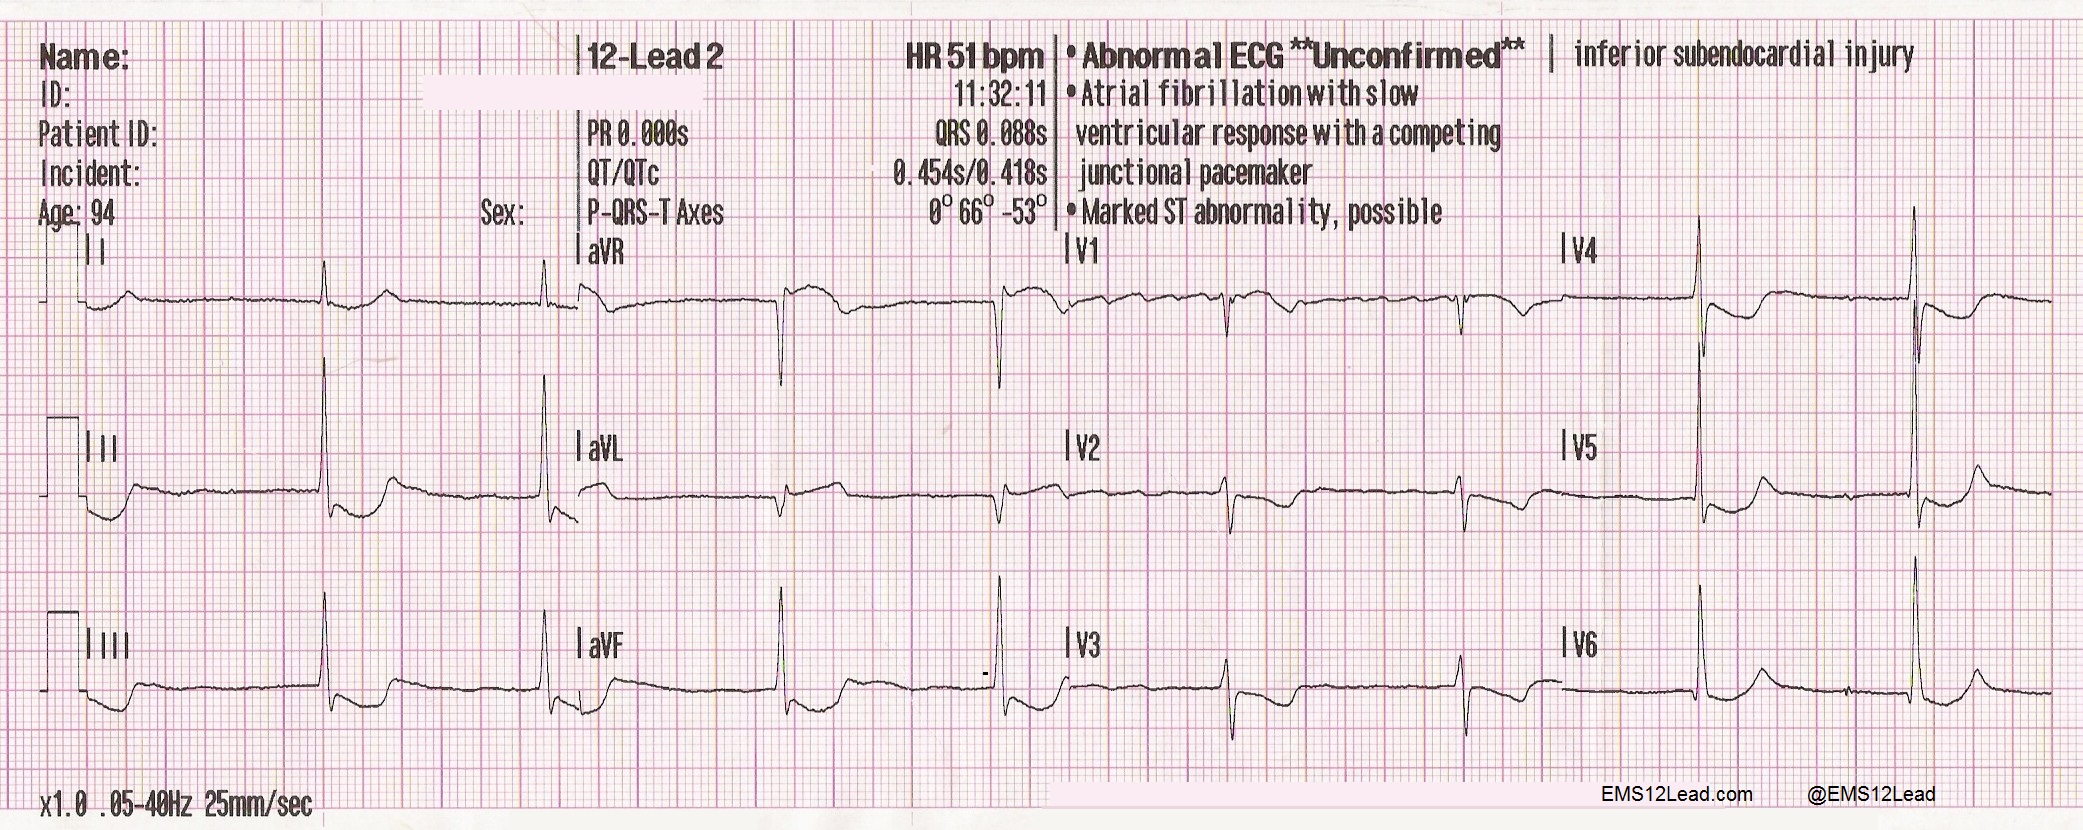 Name: 12-Lead 2 HR 51 bpm • Abnormal ECG **Unconfirmed** | inferior subendocardial injury
ID: 11:32:11 • Atrial fibrillation with slow
Patient ID: PR 0.000s QRS 0.088s ventricular response with a competing
Incident: QT/QTc 0.454s/0.418s junctional pacemaker
Age: 94 Sex: P-QRS-T Axes 0° 66° -53° • Marked ST abnormality, possible
I aVR V1 V4
II aVL V2 V5
III aVF V3 V6
EMS12Lead.com @EMS12Lead
x1.0 .05-40Hz 25mm/sec